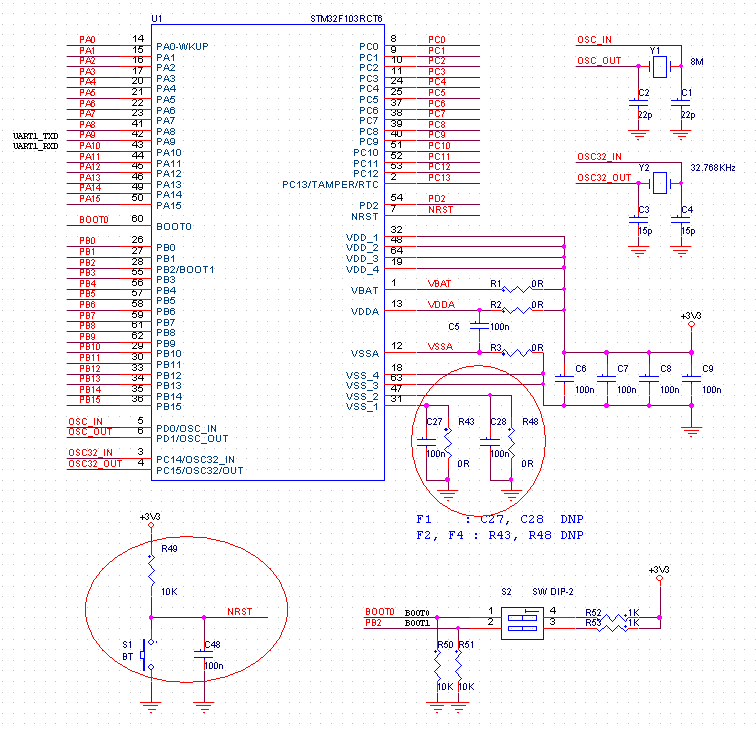 U1
STM32F103RCT6
PA0 14 PA0-WKUP
PA1 15 PA1
PA2 16 PA2
PA3 17 PA3
PA4 20 PA4
PA5 21 PA5
PA6 22 PA6
PA7 23 PA7
PA8 41 PA8
UART1_TXD PA9 42 PA9
UART1_RXD PA10 43 PA10
PA11 44 PA11
PA12 45 PA12
PA13 46 PA13
PA14 49 PA14
PA15 50 PA15
BOOT0 60 BOOT0
PB0 26 PB0
PB1 27 PB1
PB2 28 PB2/BOOT1
PB3 55 PB3
PB4 56 PB4
PB5 57 PB5
PB6 58 PB6
PB7 59 PB7
PB8 61 PB8
PB9 62 PB9
PB10 29 PB10
PB11 30 PB11
PB12 33 PB12
PB13 34 PB13
PB14 35 PB14
PB15 36 PB15
OSC_IN 5 PD0/OSC_IN
OSC_OUT 6 PD1/OSC_OUT
OSC32_IN 3 PC14/OSC32_IN
OSC32_OUT 4 PC15/OSC32/OUT
PC0 8 PC0
PC1 9 PC1
PC2 10 PC2
PC3 11 PC3
PC4 24 PC4
PC5 25 PC5
PC6 37 PC6
PC7 38 PC7
PC8 39 PC8
PC9 40 PC9
PC10 51 PC10
PC11 52 PC11
PC12 53 PC12
PC13/TAMPER/RTC 2 PC13
PD2 54 PD2
NRST 7 NRST
VDD_1 32
VDD_2 48
VDD_3 64
VDD_4 19
VBAT 1 VBAT R1 0R
VDDA 13 VDDA R2 0R
C5 100n
VSSA 12 VSSA R3 0R
VSS_4 18
VSS_3 63
VSS_2 47
VSS_1 31
OSC_IN
OSC_OUT
Y1
8M
C2 C1
22p 22p
OSC32_IN
OSC32_OUT
Y2
32.768KHz
C3 C4
15p 15p
+3V3
C6 C7 C8 C9
100n 100n 100n 100n
C27 R43 C28 R48
100n 100n
0R 0R
F1 : C27, C28 DNP
F2, F4 : R43, R48 DNP
+3V3
R49
10K
NRST
S1
BT
C48
100n
+3V3
S2 SW DIP-2
BOOT0 BOOT0 1 4 R52 1K
PB2 BOOT1 2 3 R53 1K
R50 R51
10K 10K